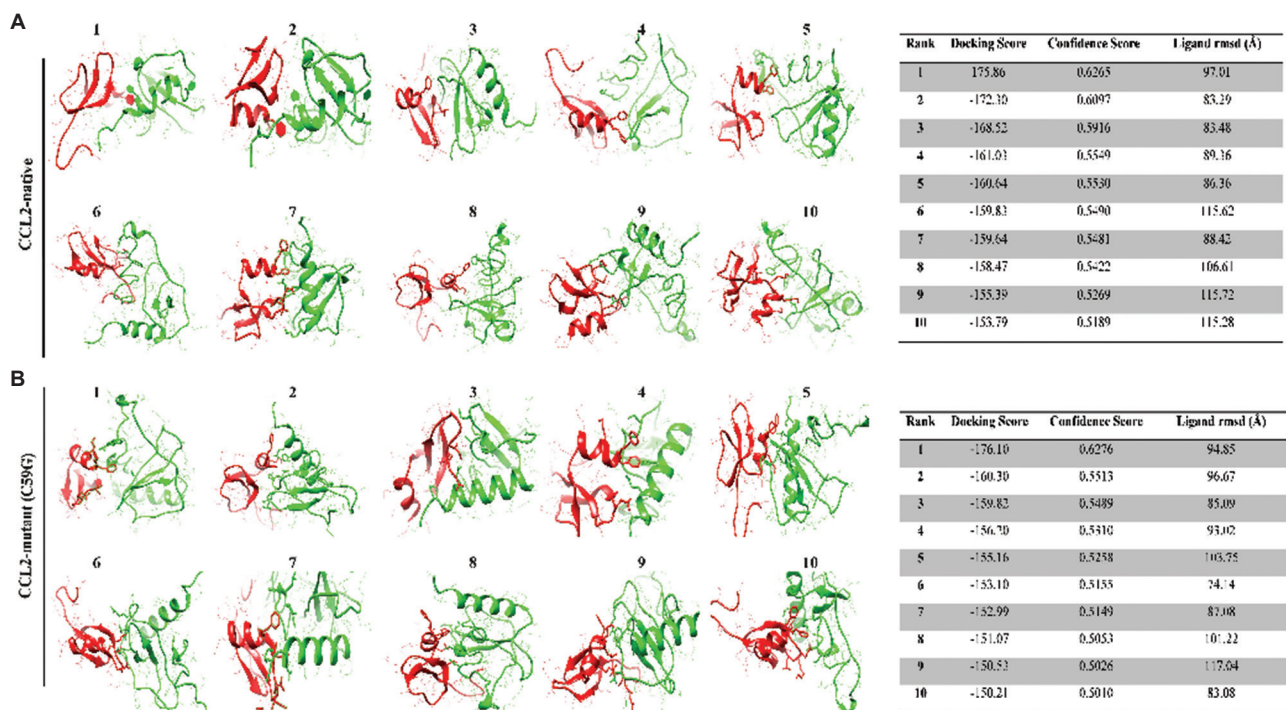 A
1 2 3 4 5
CCL2-native
6 7 8 9 10
Rank Docking Score Confidence Score Ligand rmsd (Å)
1 175.86 0.6265 97.01
2 -172.30 0.6097 83.29
3 -168.52 0.5916 83.48
4 -161.03 0.5549 89.36
5 -160.64 0.5530 86.36
6 -159.83 0.5490 115.62
7 -159.64 0.5481 88.42
8 -158.47 0.5422 106.61
9 -155.39 0.5269 115.72
10 -153.79 0.5189 115.28
B
1 2 3 4 5
CCL2-mutant (C59G)
6 7 8 9 10
Rank Docking Score Confidence Score Ligand rmsd (Å)
1 -176.10 0.6276 94.85
2 -160.30 0.5513 96.67
3 -159.82 0.5489 85.09
4 93.02
5 -155.16 0.5258 103.75
6 -153.10 0.5155
7 -152.99 0.5149 87.08
8 -151.07 0.5053 101.22
9 -150.53 0.5026 117.04
10 -150.21 0.5010 83.08